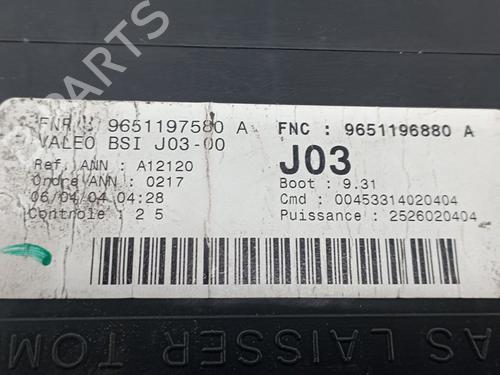 PARTS
FNR : 9651197580 A
FNC : 9651196880 A
VALEO BSI J03-00
J03
Ref. ANN : A12120
Boot : 9.31
Ordre ANN : 0217
Cmd : 00453314020404
06/04/04 04:28
Puissance : 2526020404
Controle : 2 5
AS LAISSER TOM